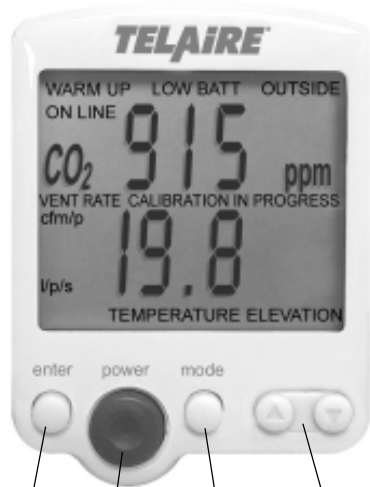 TELAIRE
WARM UP LOW BATT OUTSIDE
ON LINE
915
CO2 ppm
VENT RATE CALIBRATION IN PROGRESS
cfm/p
19.8
l/p/s
TEMPERATURE ELEVATION
enter power mode